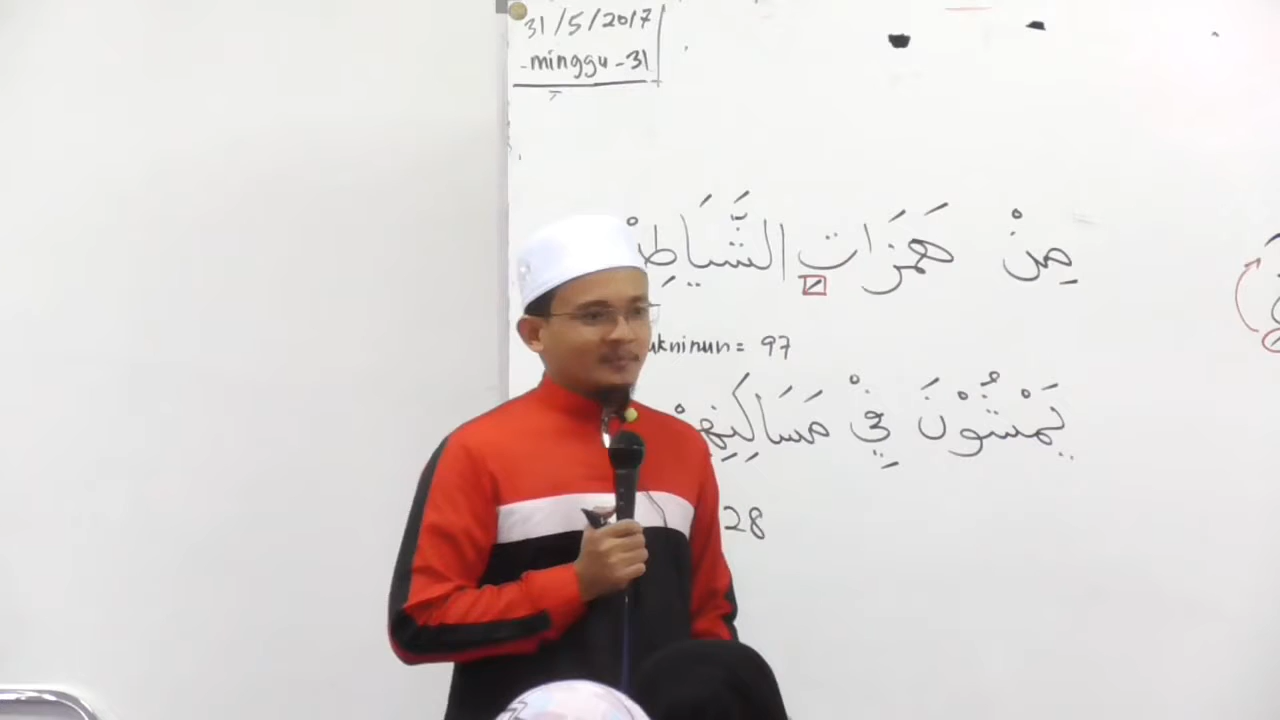 31/5/2017
-minggu-31
مِنْ هَمَزَاتِ الشَّيَاطِ
ukninun = 97
يَمْشُوْنَ فِيْ مَسَاكِنِهِمْ
28